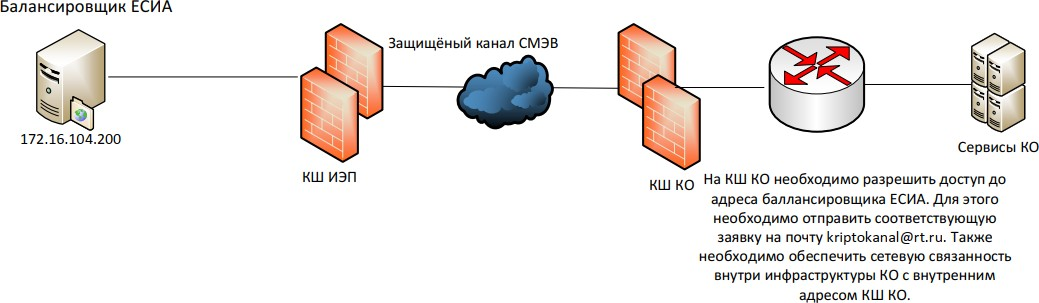 Балансировщик ЕСИА
Защищёный канал СМЭВ
172.16.104.200
КШ ИЭП
КШ КО
Сервисы КО
На КШ КО необходимо разрешить доступ до
адреса баллансировщика ЕСИА. Для этого
необходимо отправить соответствующую
заявку на почту kriptokanal@rt.ru. Также
необходимо обеспечить сетевую связанность
внутри инфраструктуры КО с внутренним
адресом КШ КО.